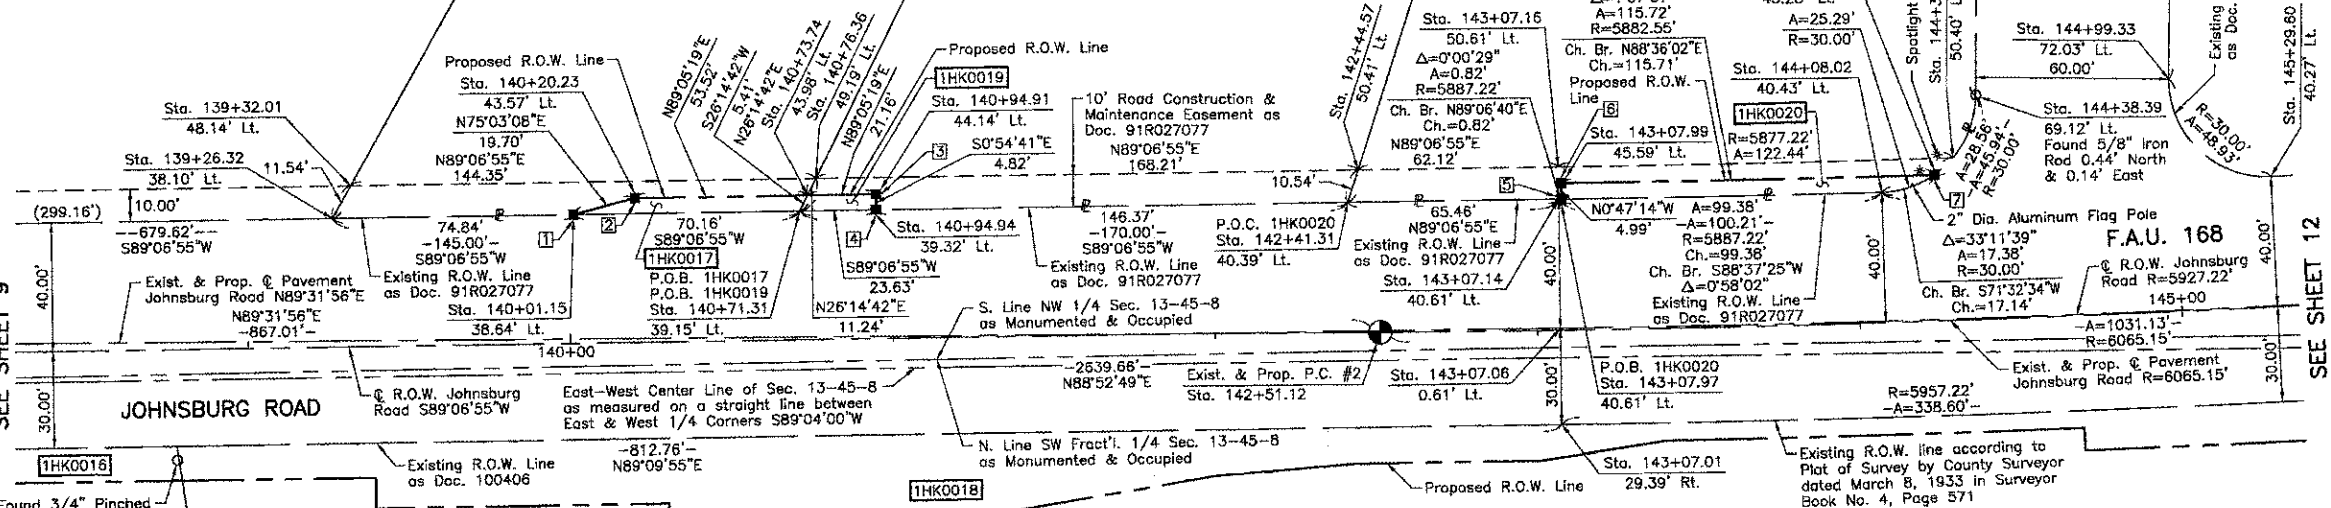 Proposed R.O.W. Line
Sta. 140+20.23
43.57' Lt.
N75°03'08"E
19.70'
N89°06'55"E
144.35'
Sta. 139+32.01
48.14' Lt.
Sta. 139+26.32
38.10' Lt.
11.54'
(299.16')
10.00'
--679.62'--
S89°06'55"W
74.84'
-145.00'-
S89°06'55"W
Existing R.O.W. Line
as Doc. 91R027077
1
2
70.16'
S89°06'55"W
1HK0017
P.O.B. 1HK0017
P.O.B. 1HK0019
Sta. 140+71.31
39.15' Lt.
Sta. 140+01.15
38.64' Lt.
N89°05'19"E
53.52'
S26°14'42"W
5.41'
N26°14'42"E
Sta. 140+73.74
43.98' Lt.
Sta. 140+76.36
49.19' Lt.
N89°05'19"E
21.16'
Proposed R.O.W. Line
1HK0019
Sta. 140+94.91
44.14' Lt.
3
S0°54'41"E
4.82'
4
Sta. 140+94.94
39.32' Lt.
S89°06'55"W
23.63'
N26°14'42"E
11.24'
10' Road Construction &
Maintenance Easement as
Doc. 91R027077
N89°06'55"E
168.21'
146.37'
-170.00'-
S89°06'55"W
Existing R.O.W. Line
as Doc. 91R027077
Sta. 142+44.57
50.41' Lt.
10.54'
P.O.C. 1HK0020
Sta. 142+41.31
40.39' Lt.
Sta. 143+07.16
50.61' Lt.
Δ=0°00'29"
A=0.82'
R=5887.22'
Ch. Br. N89°06'40"E
Ch.=0.82'
N89°06'55"E
62.12'
65.46'
N89°06'55"E
Existing R.O.W. Line
as Doc. 91R027077
Sta. 143+07.14
40.61' Lt.
A=115.72'
R=5882.55'
Ch. Br. N88°36'02"E
Ch.=115.71'
Proposed R.O.W.
Line
6
Sta. 143+07.99
45.59' Lt.
5
N0°47'14"W
4.99'
A=99.38'
-A=100.21'-
R=5887.22'
Ch.=99.38'
Ch. Br. S88°37'25"W
Δ=0°58'02"
Existing R.O.W. Line
as Doc. 91R027077
A=25.29'
R=30.00'
Sta. 144+08.02
40.43' Lt.
1HK0020
R=5877.22'
A=122.44'
Spotlight
50.40'
Sta. 144+99.33
72.03' Lt.
60.00'
Existing
as Doc.
Sta. 145+29.60
40.27' Lt.
Sta. 144+38.39
69.12' Lt.
Found 5/8" Iron
Rod 0.44' North
& 0.14' East
R=30.00'
A=48.93'
A=28.56'
-A=45.94'-
R=30.00'
7
2" Dia. Aluminum Flag Pole
Δ=33°11'39"
A=17.38'
R=30.00'
Ch. Br. S71°32'34"W
Ch.=17.14'
F.A.U. 168
℄ R.O.W. Johnsburg
Road R=5927.22'
145+00
-A=1031.13'-
R=6065.15'
Exist. & Prop. ℄ Pavement
Johnsburg Road R=6065.15'
40.00'
40.00'
40.00'
40.00'
30.00'
30.00'
30.00'
SEE SHEET 9
SEE SHEET 12
Exist. & Prop. ℄ Pavement
Johnsburg Road N89°31'56"E
N89°31'56"E
-867.01'-
140+00
JOHNSBURG ROAD
℄ R.O.W. Johnsburg
Road S89°06'55"W
East-West Center Line of Sec. 13-45-8
as measured on a straight line between
East & West 1/4 Corners S89°04'00"W
S. Line NW 1/4 Sec. 13-45-8
as Monumented & Occupied
-2639.66'-
N88°52'49"E
Exist. & Prop. P.C. #2
Sta. 142+51.12
Sta. 143+07.06
0.61' Lt.
P.O.B. 1HK0020
Sta. 143+07.97
40.61' Lt.
R=5957.22'
-A=338.60'-
1HK0016
Found 3/4" Pinched
Existing R.O.W. Line
as Doc. 100406
-812.76'-
N89°09'55"E
1HK0018
N. Line SW Fract'l. 1/4 Sec. 13-45-8
as Monumented & Occupied
Proposed R.O.W. Line
Sta. 143+07.01
29.39' Rt.
Existing R.O.W. line according to
Plat of Survey by County Surveyor
dated March 8, 1933 in Surveyor
Book No. 4, Page 571